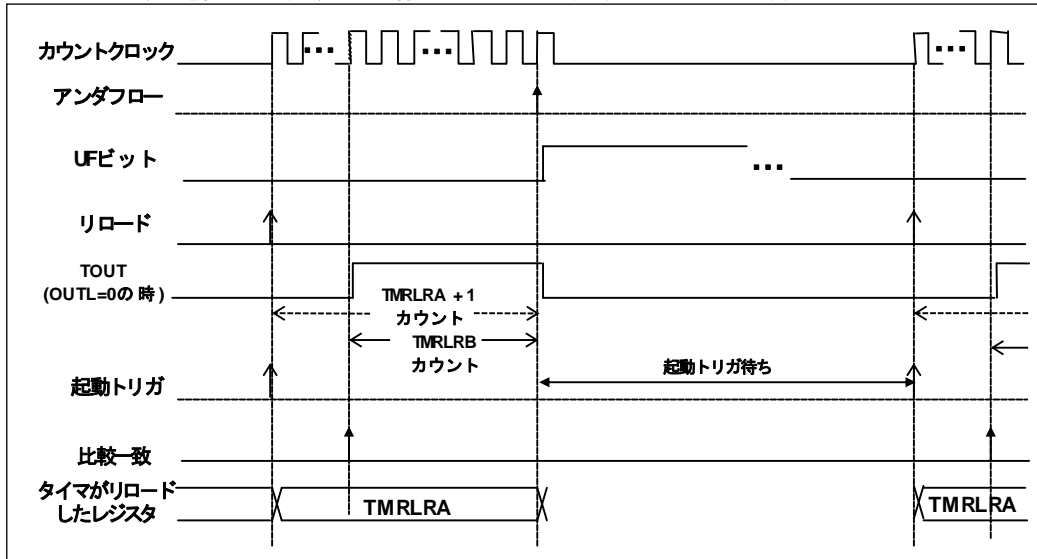 カウントクロック
アンダフロー
UFビット
リロード
TOUT
(OUTL=0の 時 )
TMRLRA + 1
カウント
TMRLRB
カウント
起動トリガ
起動トリガ待ち
比較一致
タイマがリロード
したレジスタ
TMRLRA
TMRLRA